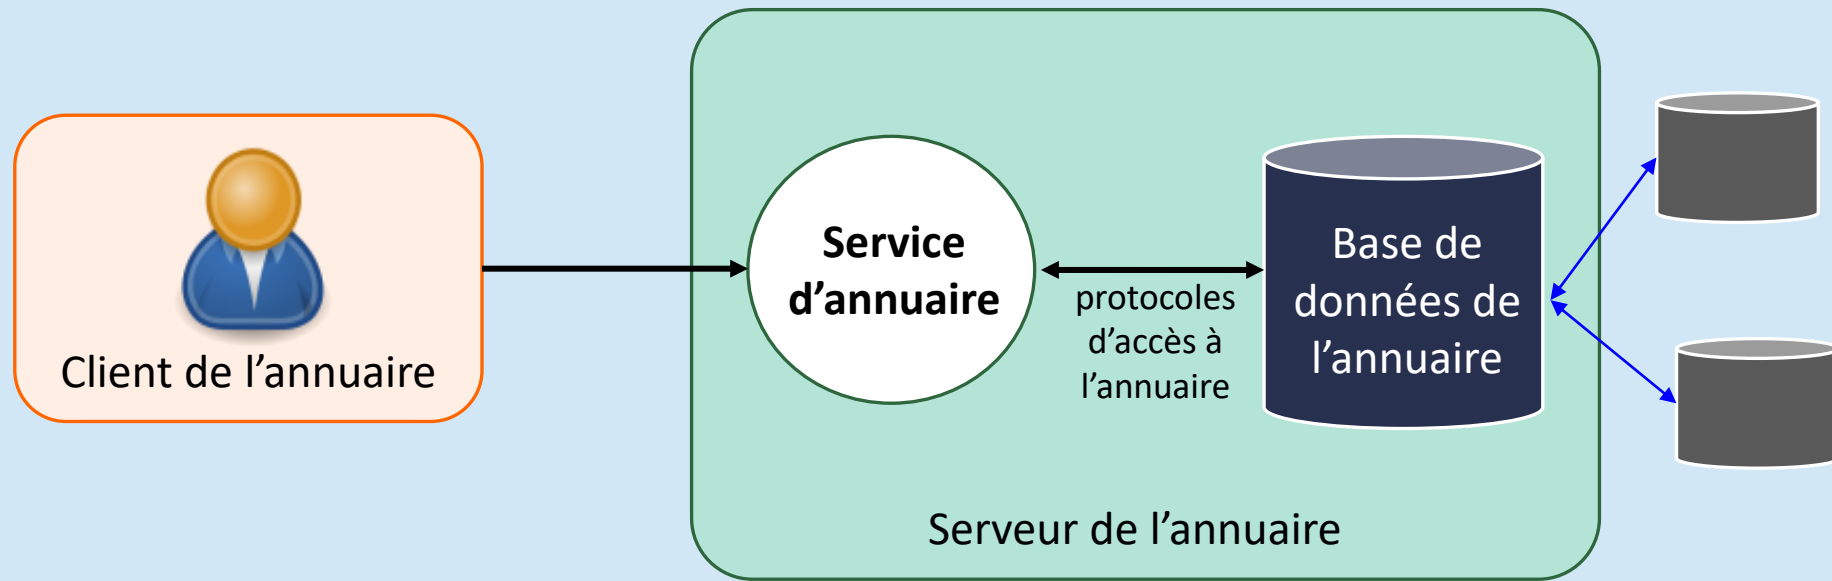 Client de l’annuaire
Service
d’annuaire
protocoles
d’accès à
l’annuaire
Base de
données de
l’annuaire
Serveur de l’annuaire